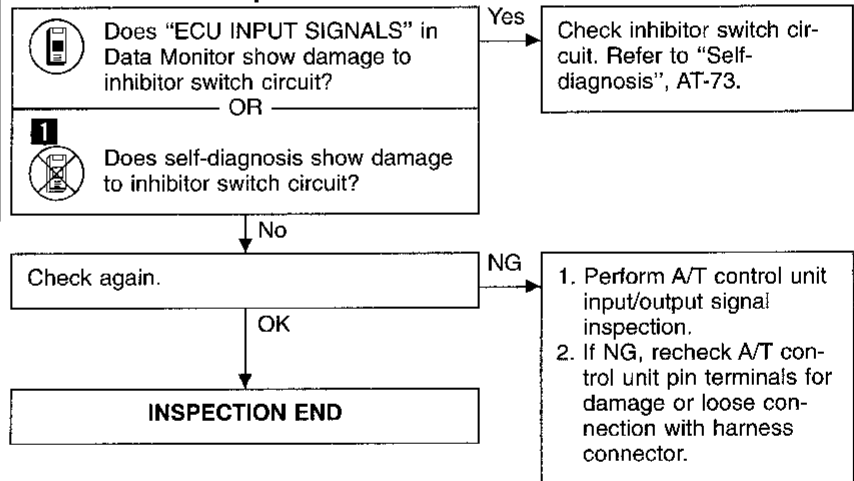 Does “ECU INPUT SIGNALS” in
Data Monitor show damage to
inhibitor switch circuit?
OR
1
Does self-diagnosis show damage
to inhibitor switch circuit?
Yes
Check inhibitor switch cir-
cuit. Refer to “Self-
diagnosis”, AT-73.
No
Check again.
NG
1. Perform A/T control unit
input/output signal
inspection.
2. If NG, recheck A/T con-
trol unit pin terminals for
damage or loose con-
nection with harness
connector.
OK
INSPECTION END